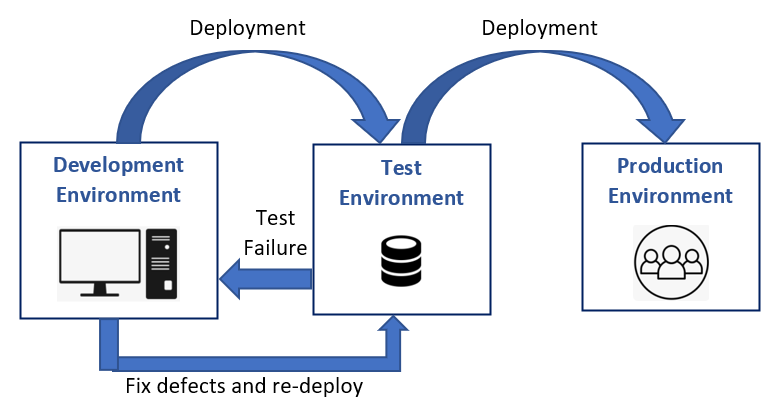 Deployment
Deployment
Development
Environment
Test
Environment
Production
Environment
Test
Failure
Fix defects and re-deploy